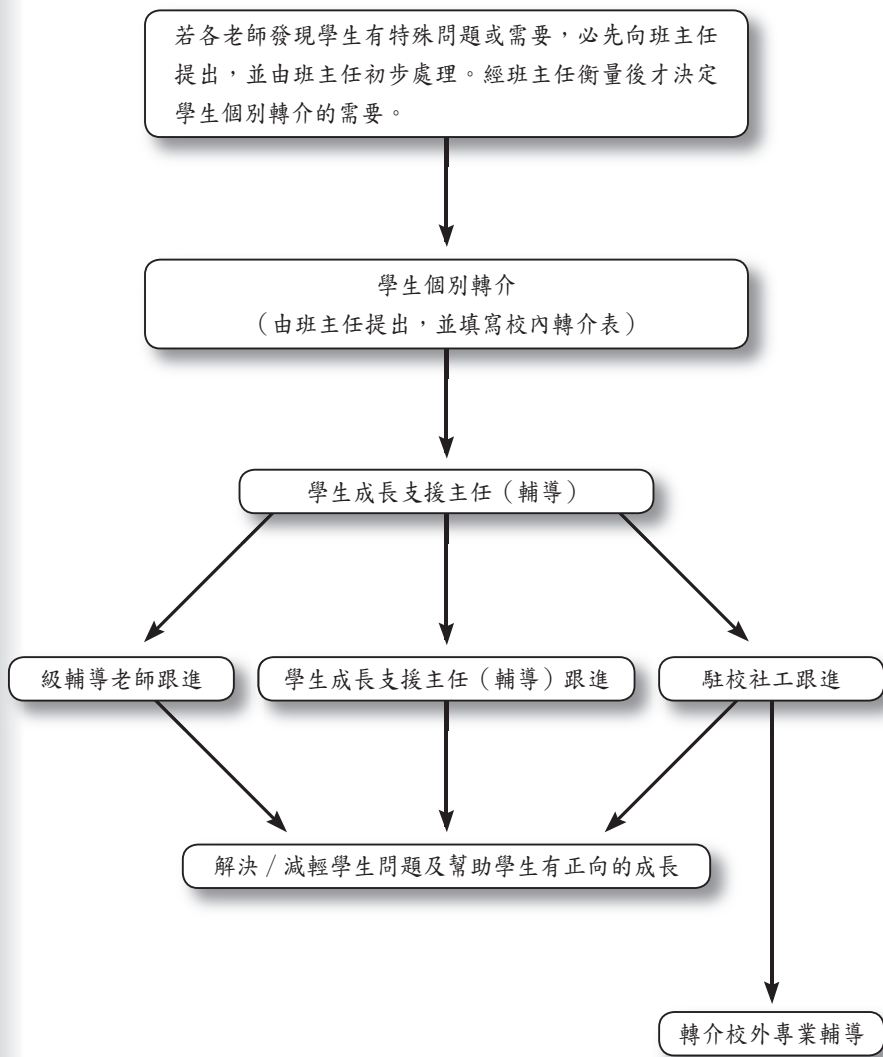 若各老師發現學生有特殊問題或需要，必先向班主任
提出，並由班主任初步處理。經班主任衡量後才決定
學生個別轉介的需要。
學生個別轉介
（由班主任提出，並填寫校內轉介表）
學生成長支援主任（輔導）
級輔導老師跟進
學生成長支援主任（輔導）跟進
駐校社工跟進
解決／減輕學生問題及幫助學生有正向的成長
轉介校外專業輔導